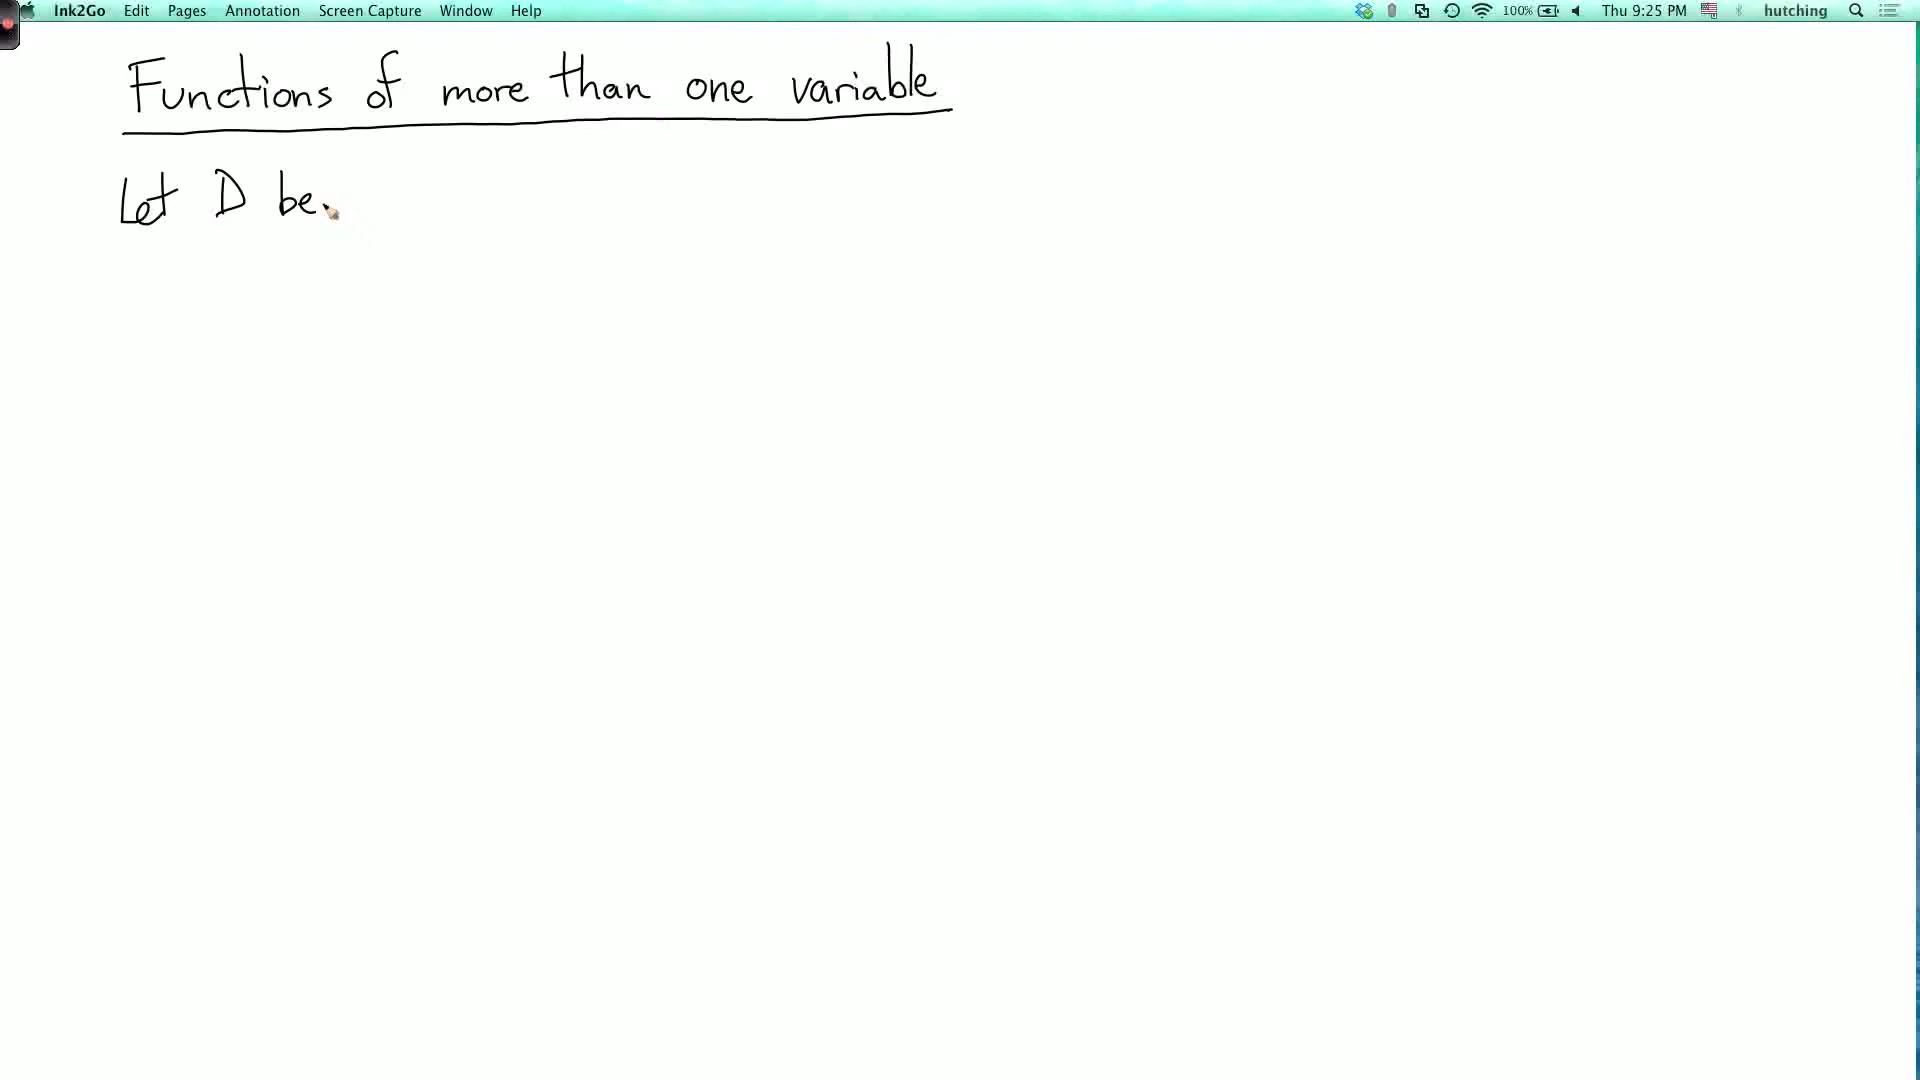 Ink2Go Edit Pages Annotation Screen Capture Window Help 100% Thu 9:25 PM hutching
Functions of more than one variable
Let D be